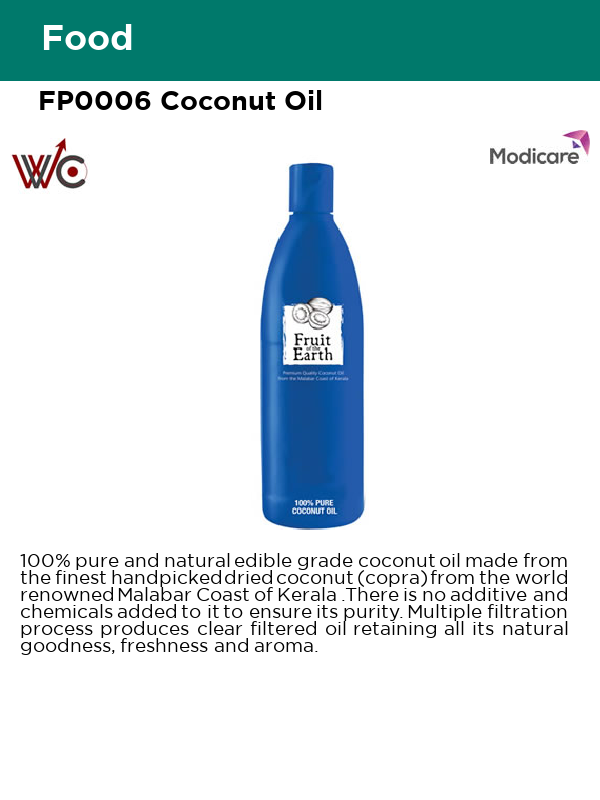 Food
FP0006 Coconut Oil
WC
Modicare
Fruit
of the
Earth
Premium Quality (Coconut Oil)
from the Malabar Coast of Kerala
100% PURE
COCONUT OIL
100% pure and natural edible grade coconut oil made from
the finest handpicked dried coconut (copra) from the world
renowned Malabar Coast of Kerala .There is no additive and
chemicals added to it to ensure its purity. Multiple filtration
process produces clear filtered oil retaining all its natural
goodness, freshness and aroma.